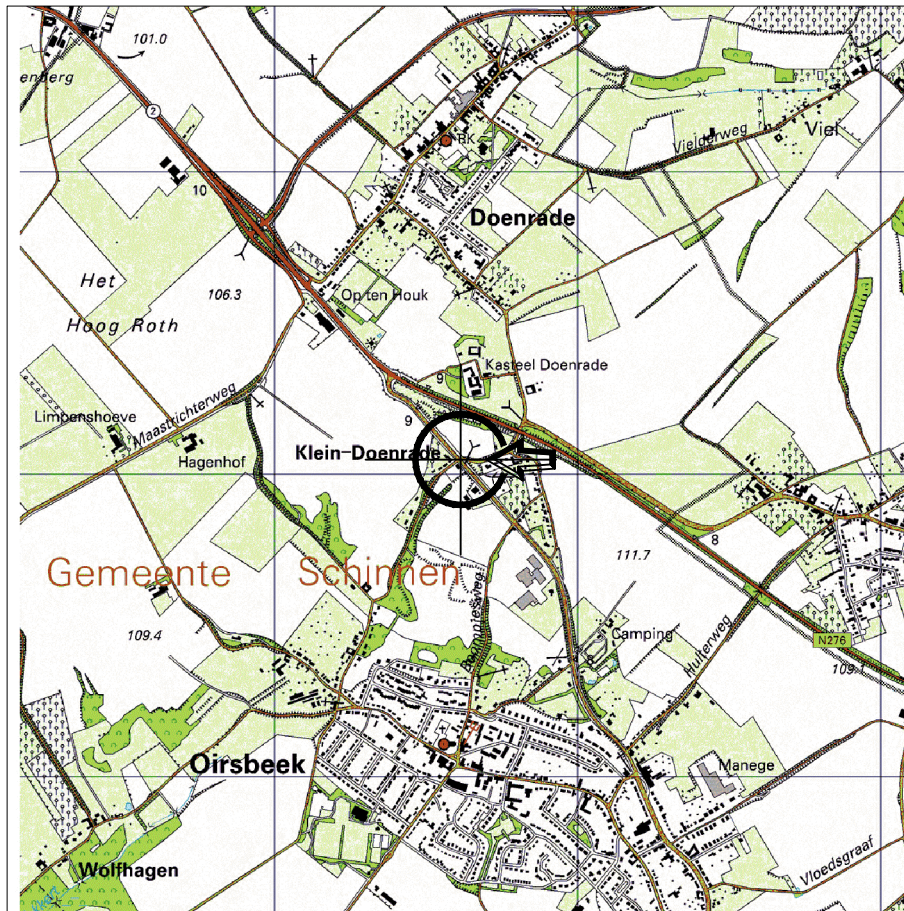 101.0
2
10
RK
Vielderweg
Viel
Doenrade
Het
Hoog Roth
106.3
Op ten Houk
Kasteel Doenrade
9
9
Limpenshoeve
Maastrichterweg
Hagenhof
Klein-Doenrade
8
111.7
Gemeente Schinnen
109.4
Camping
Huiterweg
N276
109.1
Oirsbeek
Manege
Wolfhagen
Vloedsgraaf